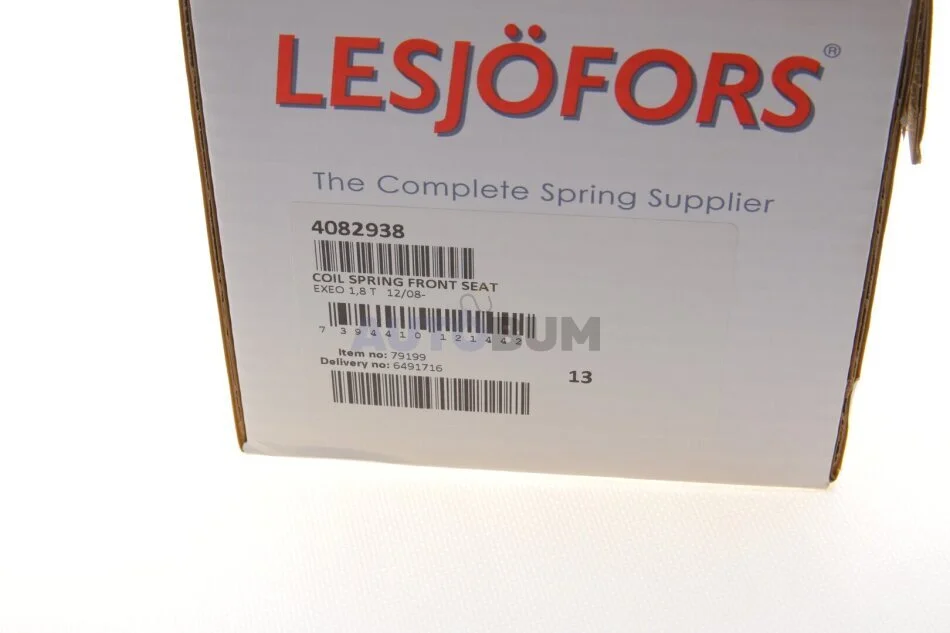 LESJÖFORS®
The Complete Spring Supplier
4082938
COIL SPRING FRONT SEAT
EXEO 1,8 T 12/08-
AUTOBUM
7 394410 121442
Item no: 79199
Delivery no: 6491716
13